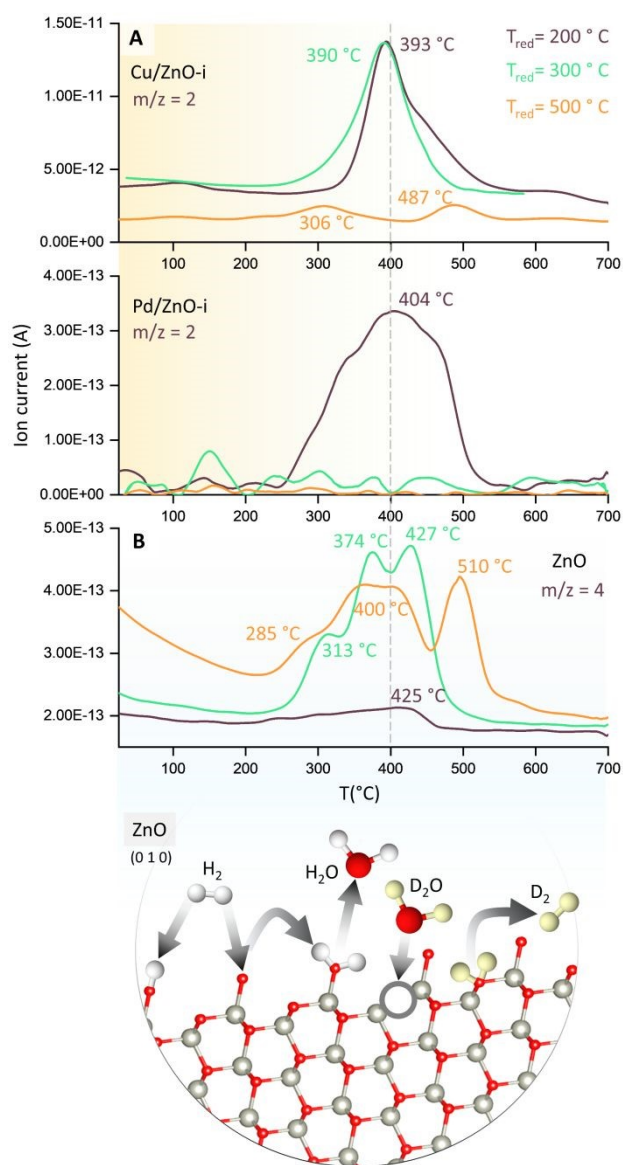 A
Cu/ZnO-i
m/z = 2
T_red = 200 ° C
T_red = 300 ° C
T_red = 500 ° C
390 °C
393 °C
306 °C
487 °C
1.50E-11
1.00E-11
5.00E-12
0.00E+00
100 200 300 400 500 600 700
Pd/ZnO-i
m/z = 2
404 °C
4.00E-13
3.00E-13
2.00E-13
1.00E-13
0.00E+00
100 200 300 400 500 600 700
Ion current (A)
B
ZnO
m/z = 4
374 °C
427 °C
510 °C
285 °C
400 °C
313 °C
425 °C
5.00E-13
4.00E-13
3.00E-13
2.00E-13
100 200 300 400 500 600 700
T(°C)
ZnO
(0 1 0)
H₂
H₂O
D₂O
D₂